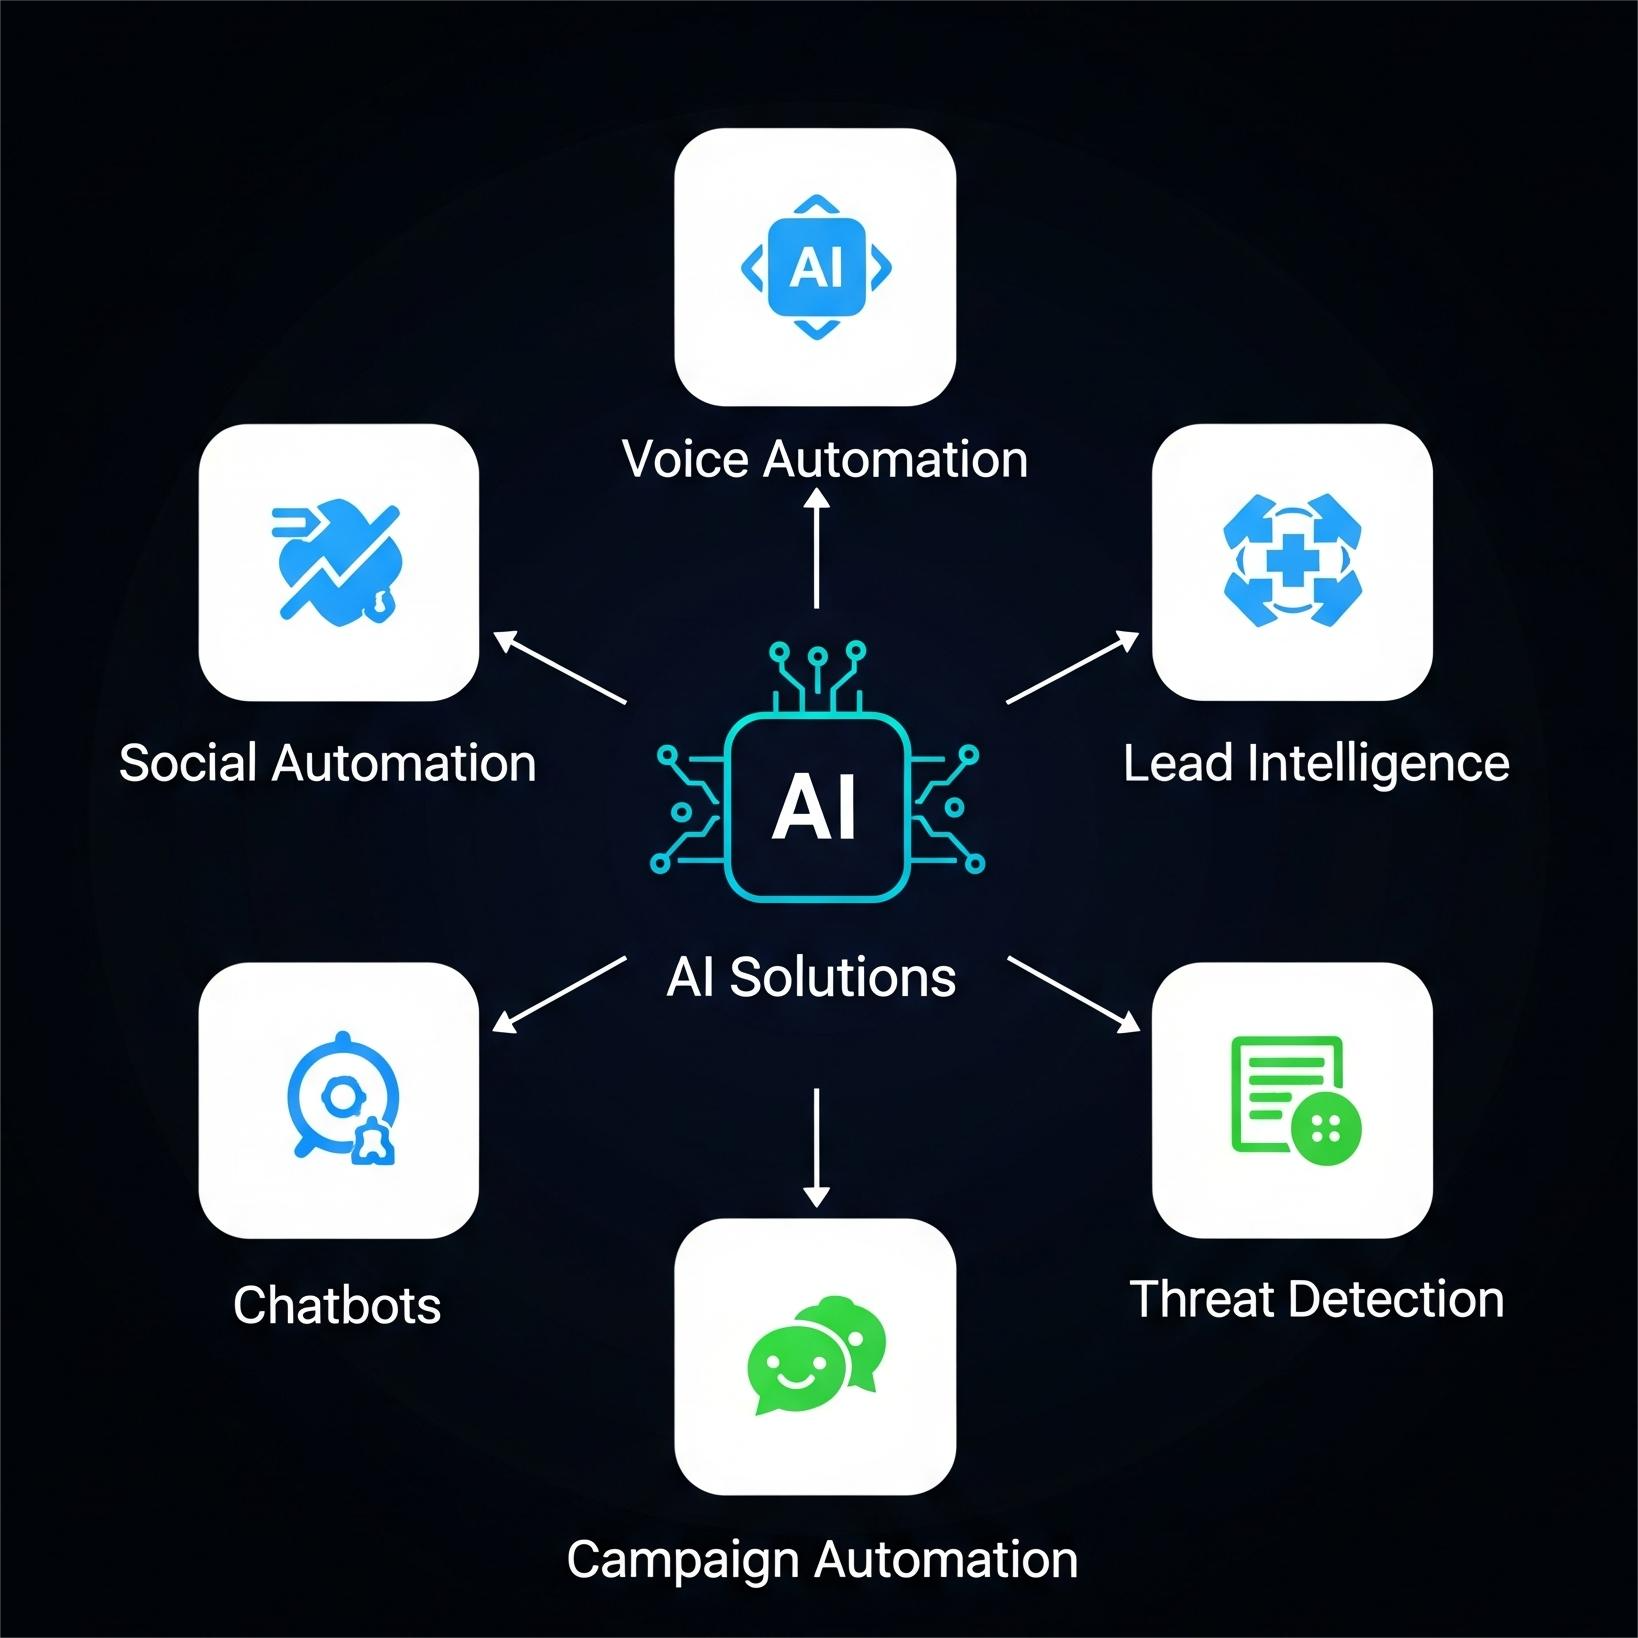 AI
Voice Automation
Social Automation
Lead Intelligence
AI
AI Solutions
Chatbots
Threat Detection
Campaign Automation